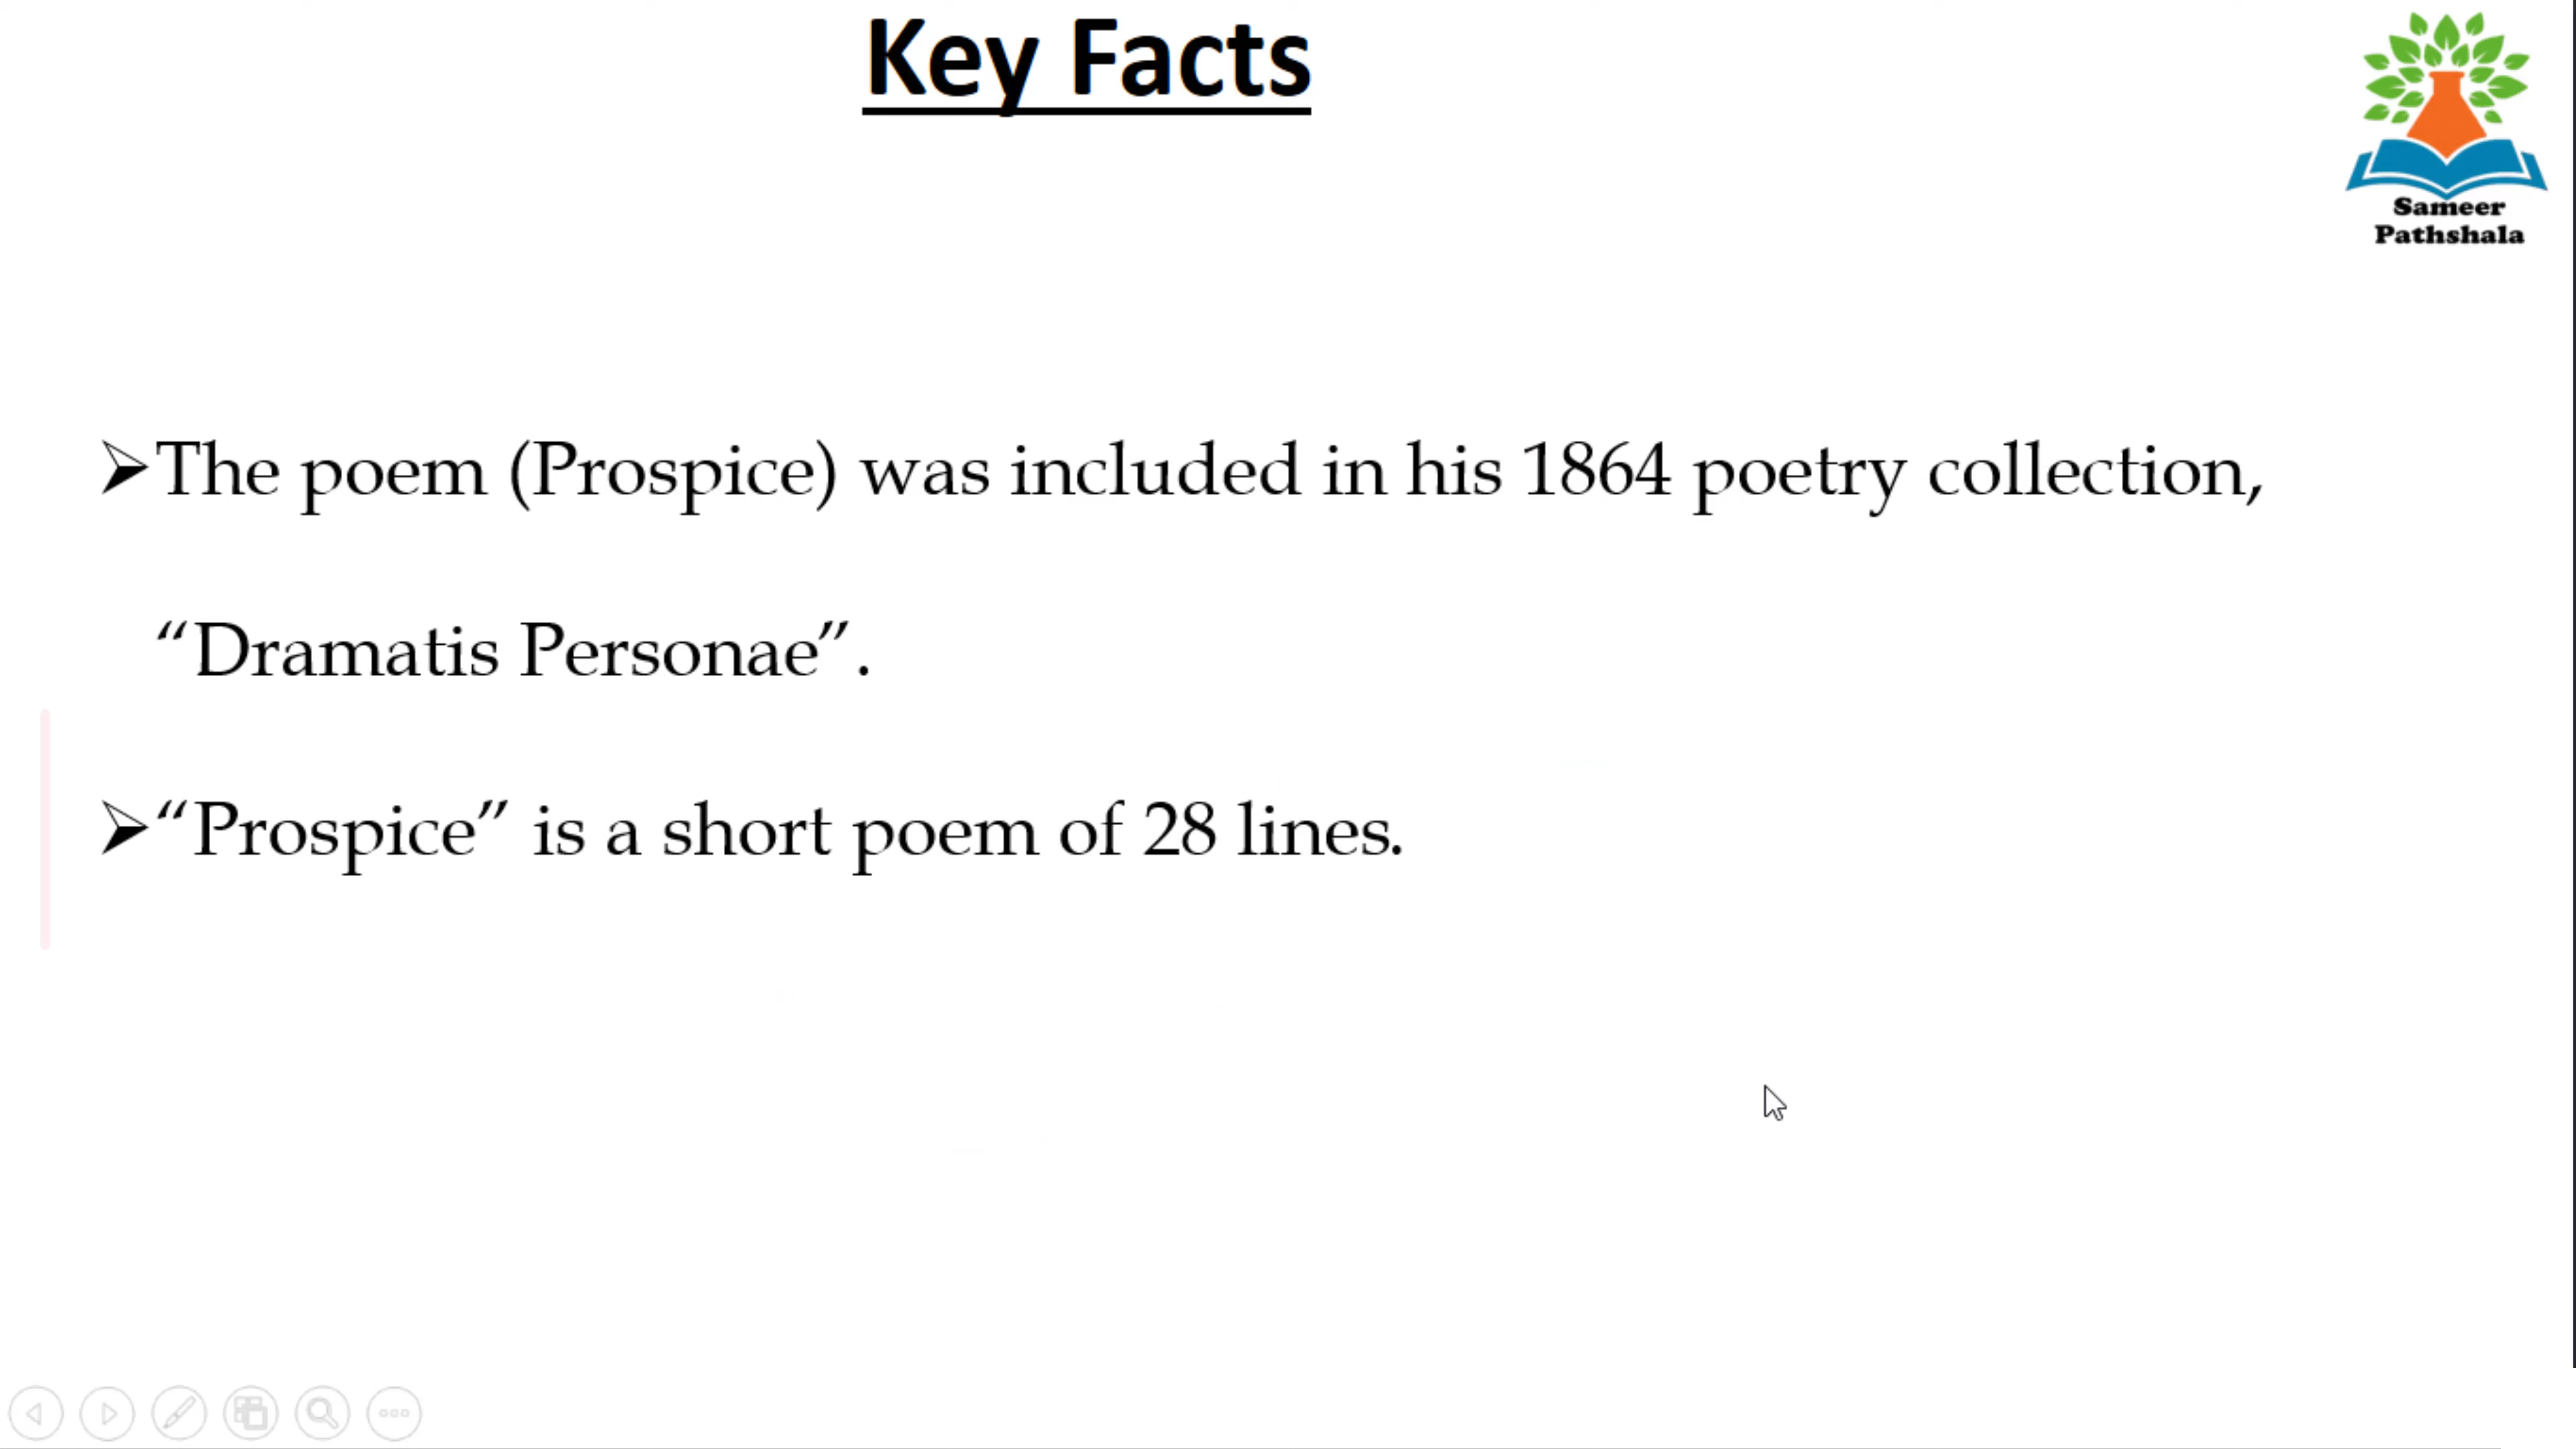 Key Facts
Sameer
Pathshala
➢The poem (Prospice) was included in his 1864 poetry collection,
“Dramatis Personae”.
➢“Prospice” is a short poem of 28 lines.